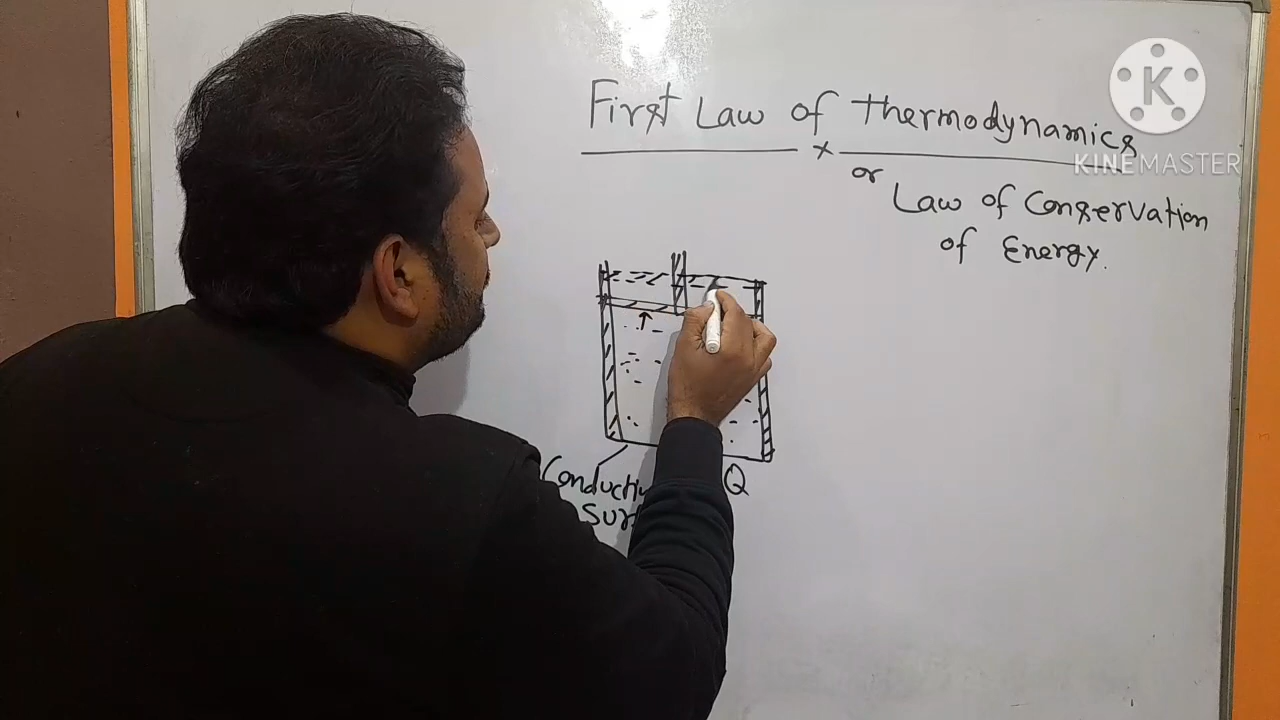 First Law of Thermodynamics
or Law of Conservation
of Energy.
Q
K
KINEMASTER